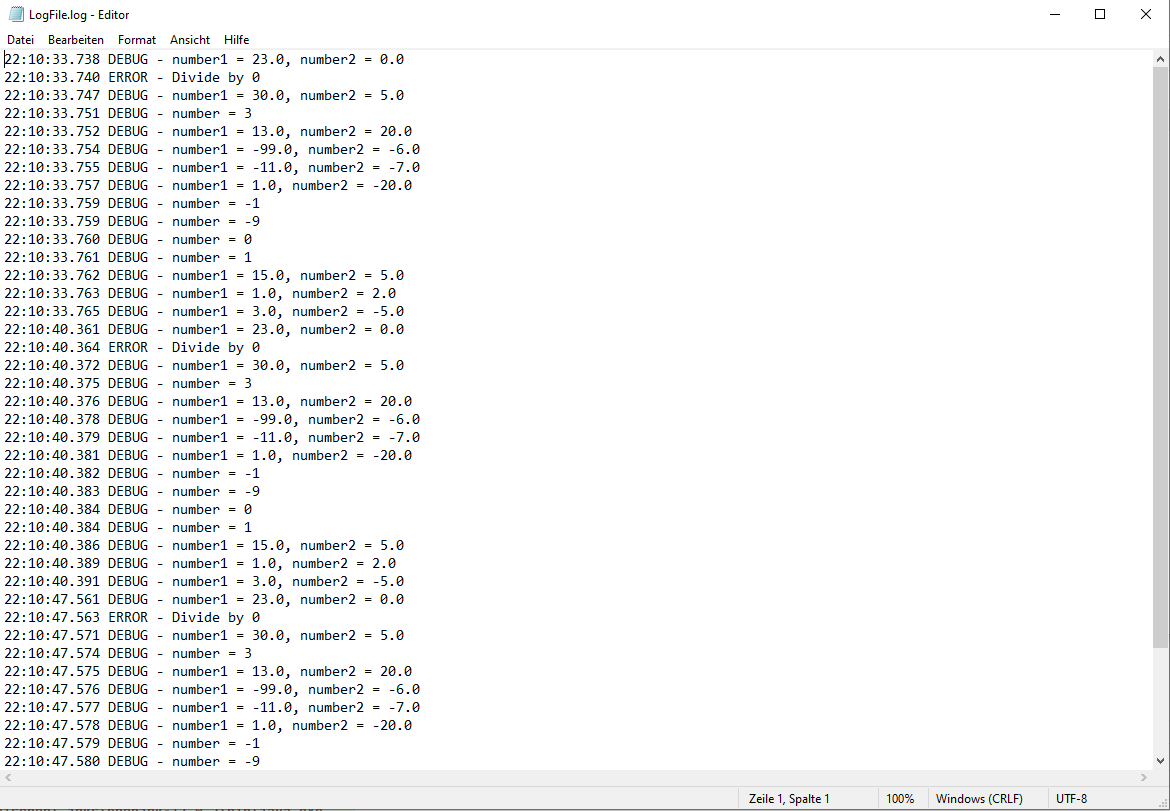 LogFile.log - Editor
Datei Bearbeiten Format Ansicht Hilfe
22:10:33.738 DEBUG - number1 = 23.0, number2 = 0.0
22:10:33.740 ERROR - Divide by 0
22:10:33.747 DEBUG - number1 = 30.0, number2 = 5.0
22:10:33.751 DEBUG - number = 3
22:10:33.752 DEBUG - number1 = 13.0, number2 = 20.0
22:10:33.754 DEBUG - number1 = -99.0, number2 = -6.0
22:10:33.755 DEBUG - number1 = -11.0, number2 = -7.0
22:10:33.757 DEBUG - number1 = 1.0, number2 = -20.0
22:10:33.759 DEBUG - number = -1
22:10:33.759 DEBUG - number = -9
22:10:33.760 DEBUG - number = 0
22:10:33.761 DEBUG - number = 1
22:10:33.762 DEBUG - number1 = 15.0, number2 = 5.0
22:10:33.763 DEBUG - number1 = 1.0, number2 = 2.0
22:10:33.765 DEBUG - number1 = 3.0, number2 = -5.0
22:10:40.361 DEBUG - number1 = 23.0, number2 = 0.0
22:10:40.364 ERROR - Divide by 0
22:10:40.372 DEBUG - number1 = 30.0, number2 = 5.0
22:10:40.375 DEBUG - number = 3
22:10:40.376 DEBUG - number1 = 13.0, number2 = 20.0
22:10:40.378 DEBUG - number1 = -99.0, number2 = -6.0
22:10:40.379 DEBUG - number1 = -11.0, number2 = -7.0
22:10:40.381 DEBUG - number1 = 1.0, number2 = -20.0
22:10:40.382 DEBUG - number = -1
22:10:40.383 DEBUG - number = -9
22:10:40.384 DEBUG - number = 0
22:10:40.384 DEBUG - number = 1
22:10:40.386 DEBUG - number1 = 15.0, number2 = 5.0
22:10:40.389 DEBUG - number1 = 1.0, number2 = 2.0
22:10:40.391 DEBUG - number1 = 3.0, number2 = -5.0
22:10:47.561 DEBUG - number1 = 23.0, number2 = 0.0
22:10:47.563 ERROR - Divide by 0
22:10:47.571 DEBUG - number1 = 30.0, number2 = 5.0
22:10:47.574 DEBUG - number = 3
22:10:47.575 DEBUG - number1 = 13.0, number2 = 20.0
22:10:47.576 DEBUG - number1 = -99.0, number2 = -6.0
22:10:47.577 DEBUG - number1 = -11.0, number2 = -7.0
22:10:47.578 DEBUG - number1 = 1.0, number2 = -20.0
22:10:47.579 DEBUG - number = -1
22:10:47.580 DEBUG - number = -9
Zeile 1, Spalte 1 100% Windows (CRLF) UTF-8